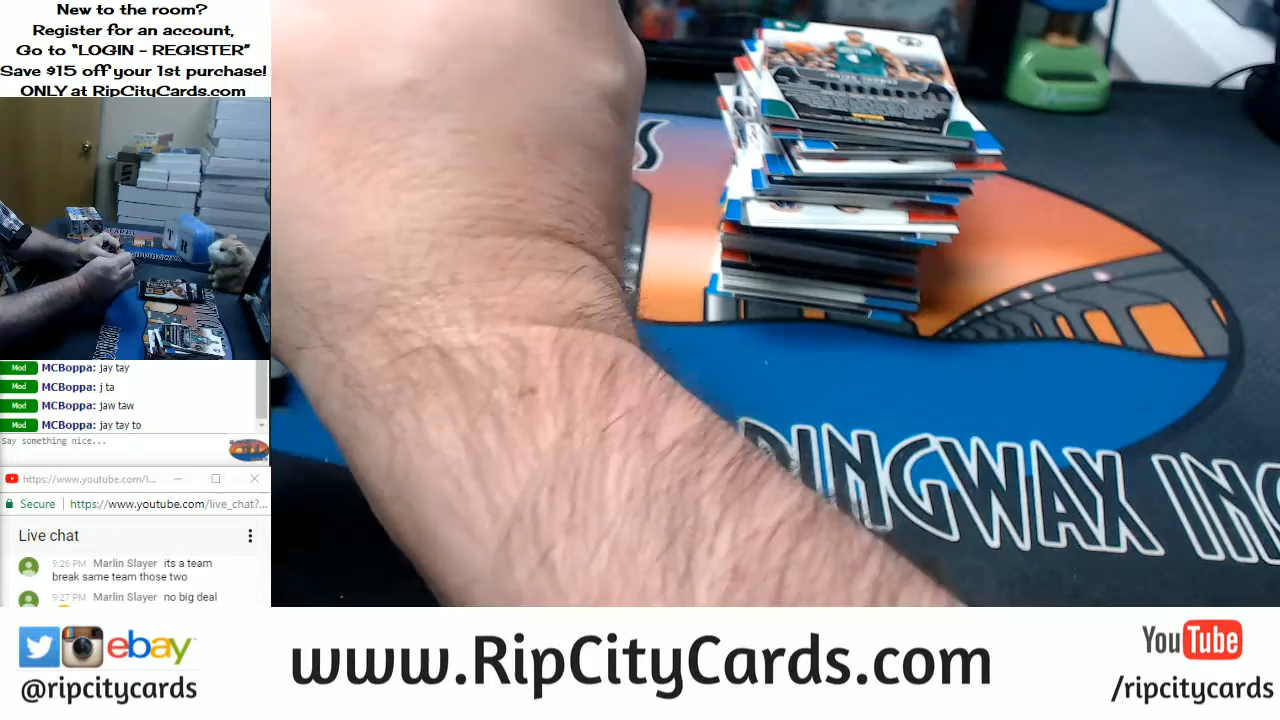 New to the room?
Register for an account,
Go to “LOGIN - REGISTER”
Save $15 off your 1st purchase!
ONLY at RipCityCards.com
Mod MCBoppa: jay tay
Mod MCBoppa: j ta
Mod MCBoppa: jaw taw
Mod MCBoppa: jay tay to
Say something nice...
https://www.youtube.com/l...
Secure https://www.youtube.com/live_chat?...
Live chat
9:26 PM Marlin Slayer its a team
break same team those two
9:27 PM Marlin Slayer no big deal
PINGWAX INC
ebay
@ripcitycards
www.RipCityCards.com
YouTube
/ripcitycards